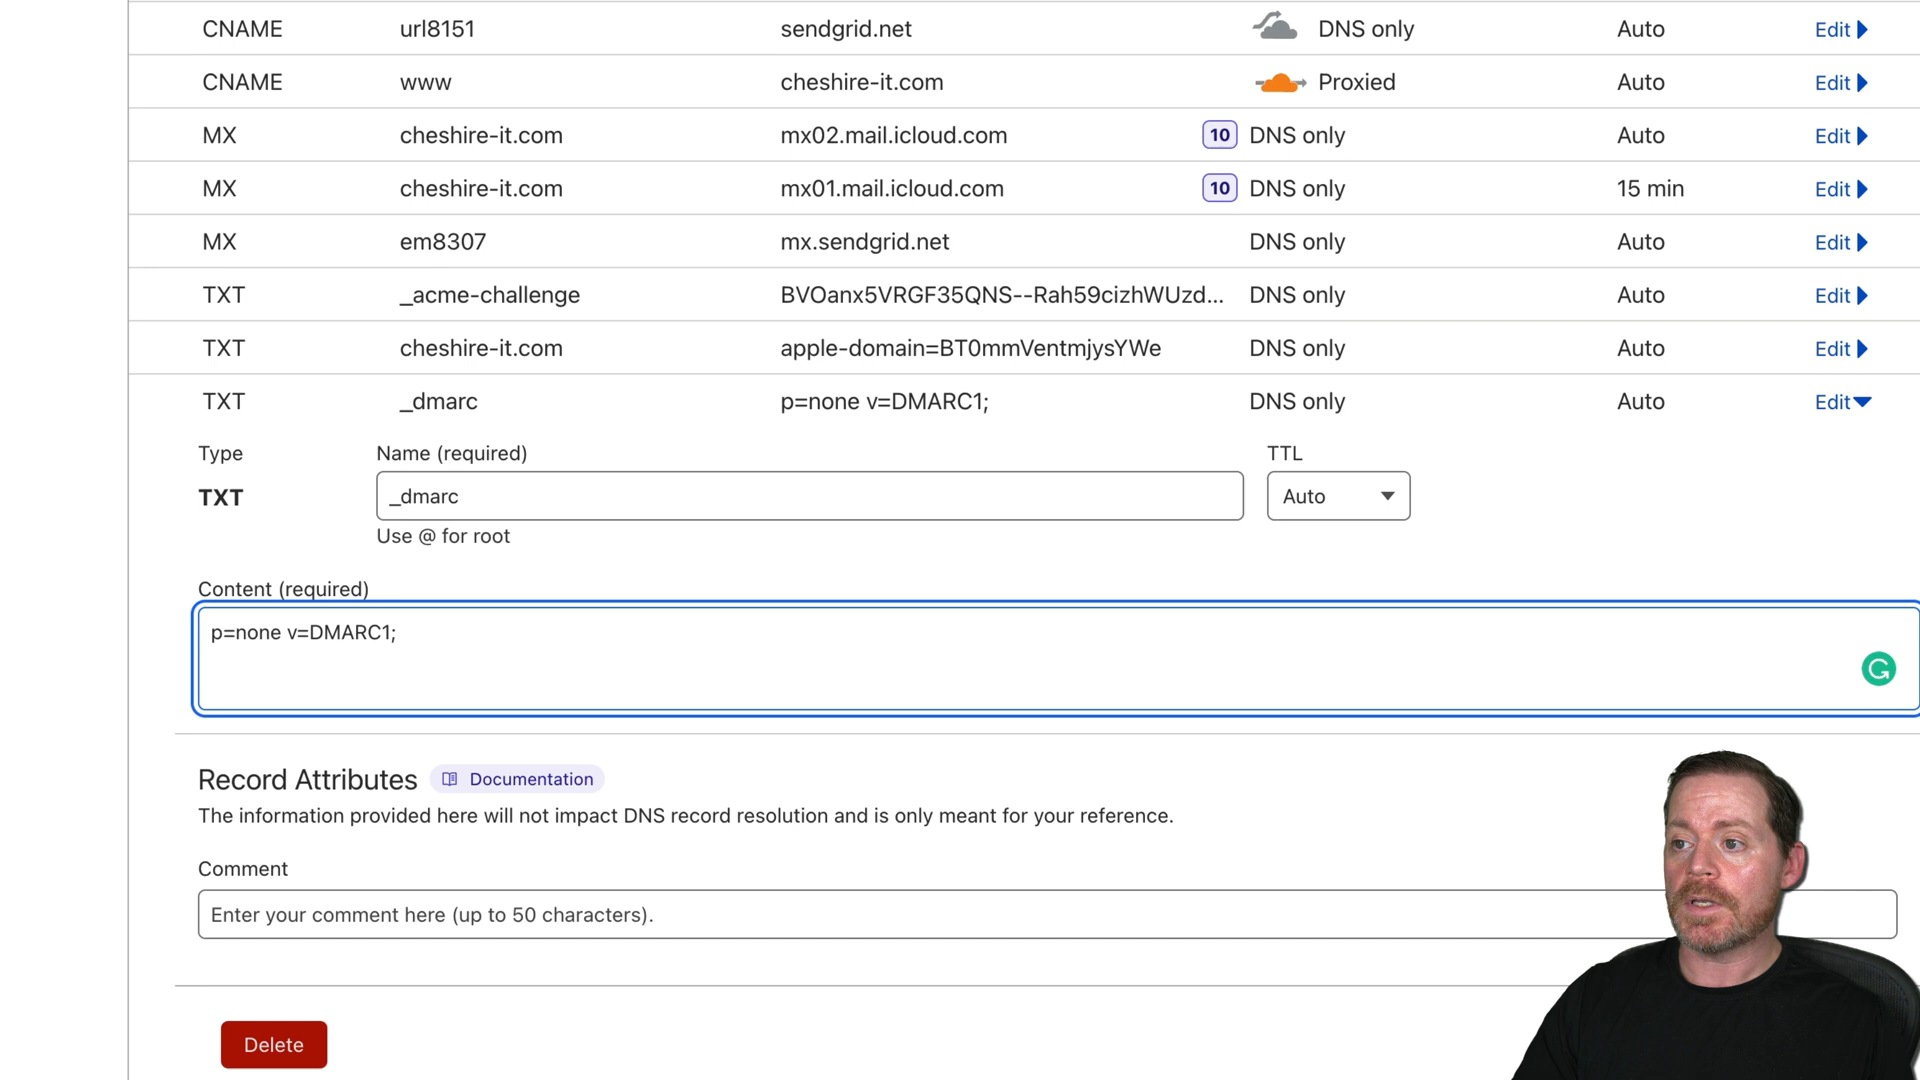 CNAME url8151 sendgrid.net DNS only Auto Edit
CNAME www cheshire-it.com Proxied Auto Edit
MX cheshire-it.com mx02.mail.icloud.com 10 DNS only Auto Edit
MX cheshire-it.com mx01.mail.icloud.com 10 DNS only 15 min Edit
MX em8307 mx.sendgrid.net DNS only Auto Edit
TXT _acme-challenge BVOanx5VRGF35QNS--Rah59cizhWUzd... DNS only Auto Edit
TXT cheshire-it.com apple-domain=BT0mmVentmjysYWe DNS only Auto Edit
TXT _dmarc p=none v=DMARC1; DNS only Auto Edit
Type Name (required) TTL
TXT _dmarc Auto
Use @ for root
Content (required)
p=none v=DMARC1;
Record Attributes Documentation
The information provided here will not impact DNS record resolution and is only meant for your reference.
Comment
Enter your comment here (up to 50 characters).
Delete